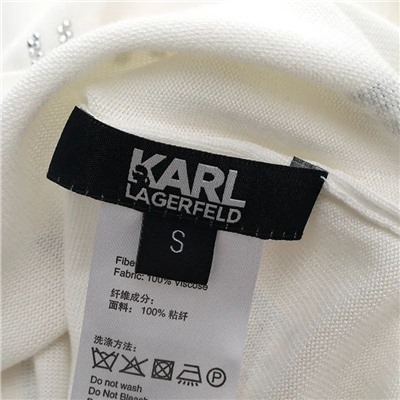 KARL
LAGERFELD
S
Fibe
Fabric: 100% Viscose
纤维成分:
面料: 100% 粘纤
洗涤方法:
P
Do not wash
Do Not Bleach